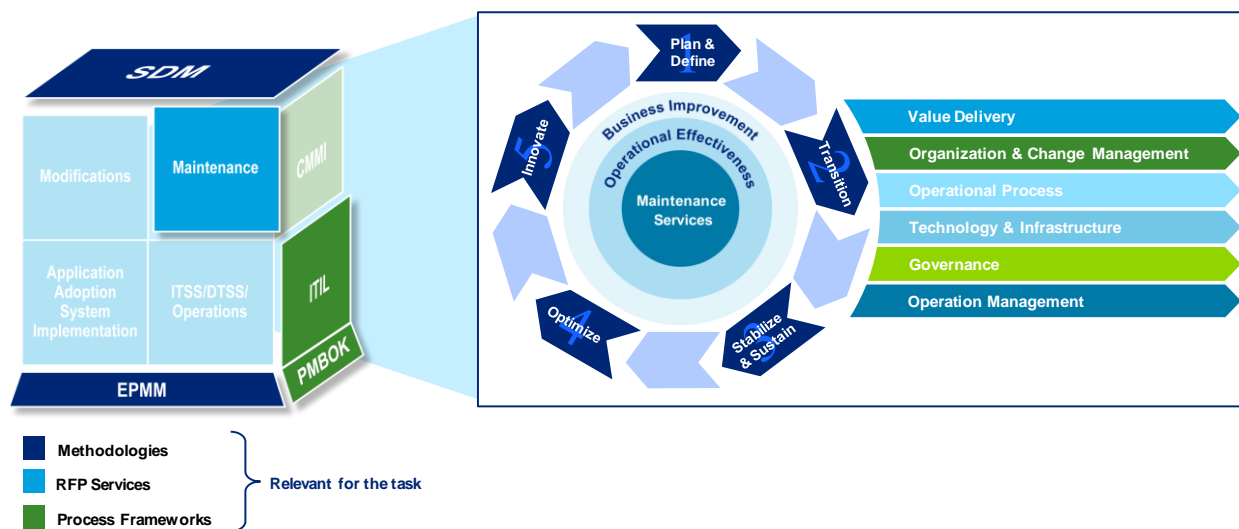 SDM
Modifications
Maintenance
CMMI
Application
Adoption
System
Implementation
ITSS/DTSS/
Operations
ITIL
PMBOK
EPMM
Methodologies
RFP Services
Process Frameworks
Relevant for the task
1
Plan &
Define
2
Transition
3
Stabilize
& Sustain
4
Optimize
5
Innovate
Business Improvement
Operational Effectiveness
Maintenance
Services
Value Delivery
Organization & Change Management
Operational Process
Technology & Infrastructure
Governance
Operation Management